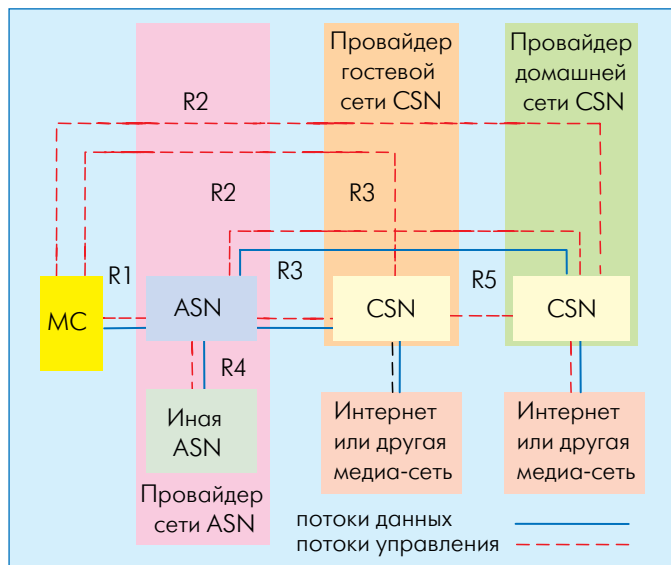 Провайдер
гостевой
сети CSN
Провайдер
домашней
сети CSN
R2
R2
R3
R1
R3
R5
МС
ASN
CSN
CSN
R4
Иная
ASN
Интернет
или другая
медиа-сеть
Интернет
или другая
медиа-сеть
Провайдер
сети ASN
потоки данных
потоки управления